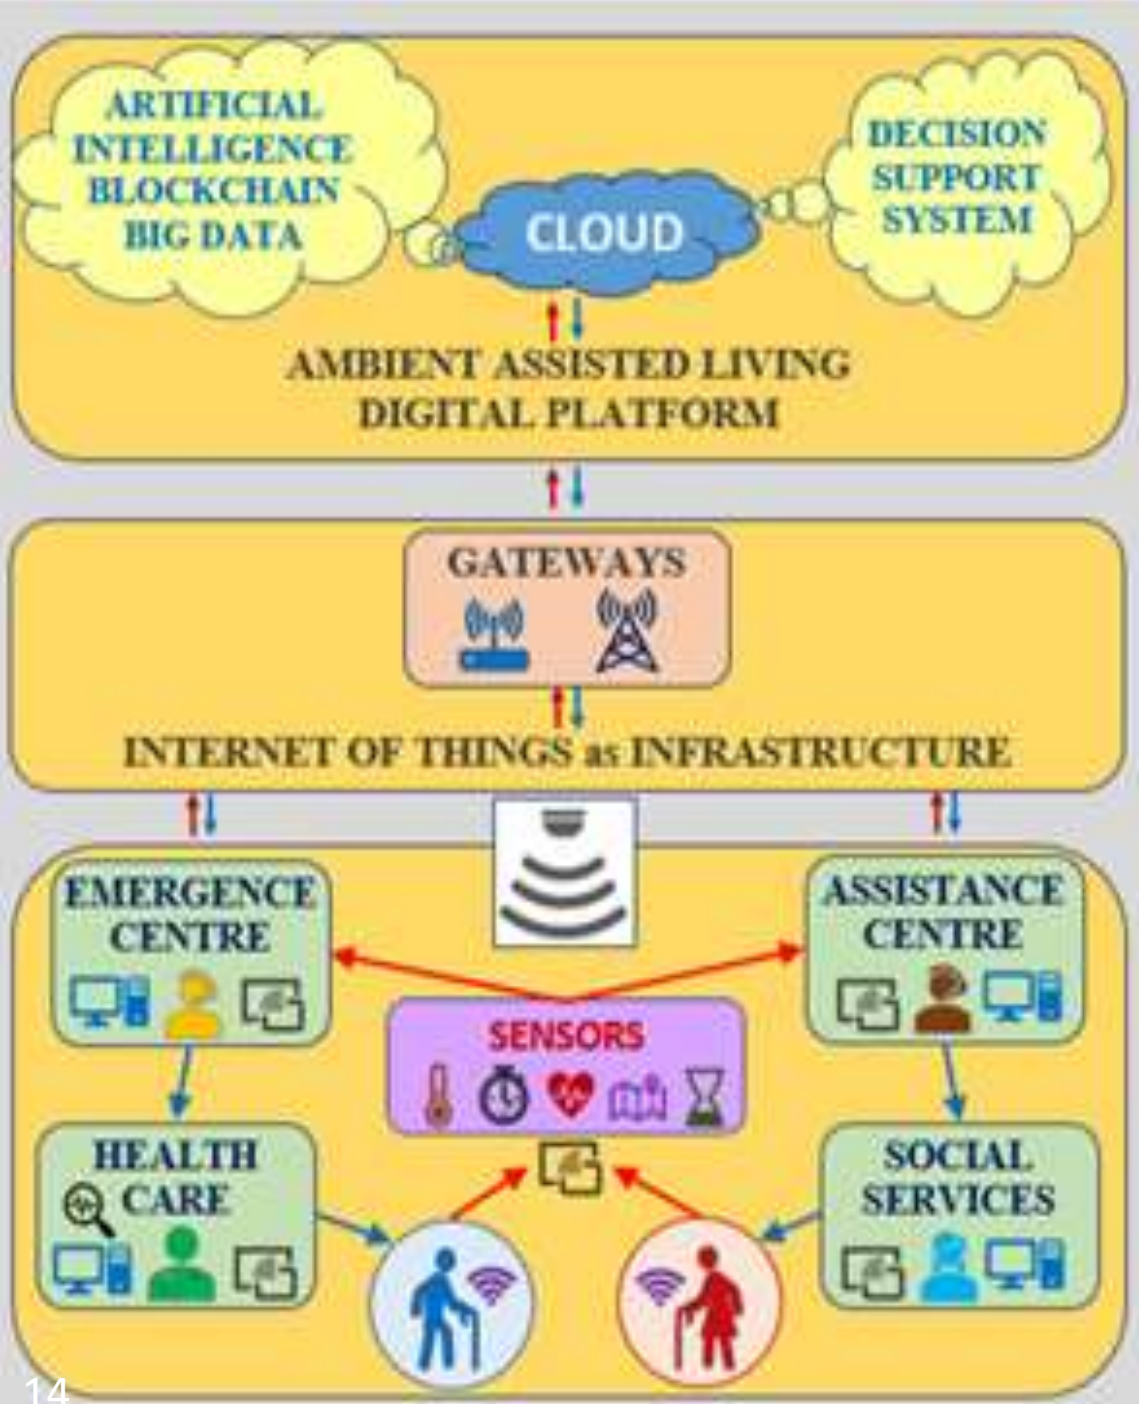 ARTIFICIAL
INTELLIGENCE
BLOCKCHAIN
BIG DATA
CLOUD
DECISION
SUPPORT
SYSTEM
AMBIENT ASSISTED LIVING
DIGITAL PLATFORM
GATEWAYS
INTERNET OF THINGS as INFRASTRUCTURE
EMERGENCE
CENTRE
ASSISTANCE
CENTRE
SENSORS
HEALTH
CARE
SOCIAL
SERVICES
14